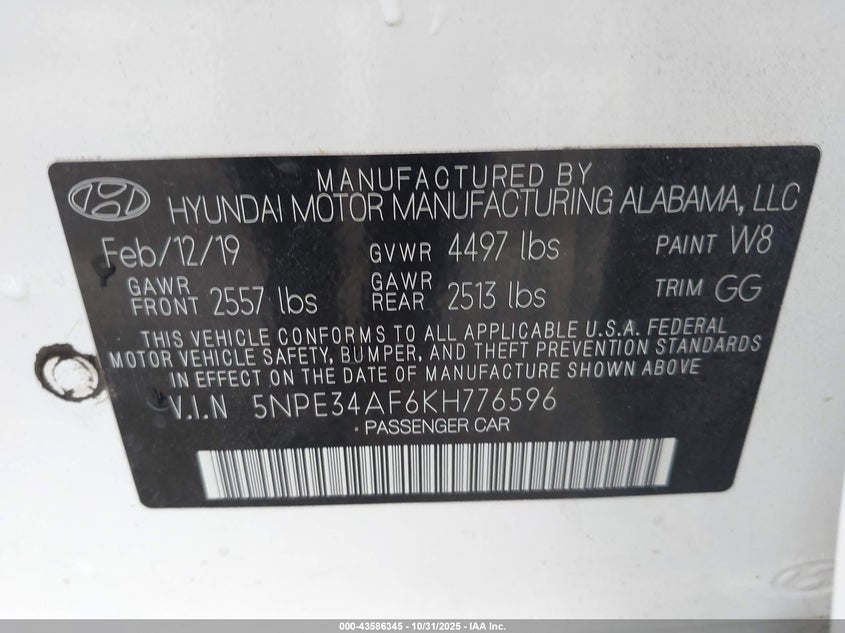 MANUFACTURED BY
HYUNDAI MOTOR MANUFACTURING ALABAMA, LLC
Feb/12/19 GVWR 4497 lbs PAINT W8
GAWR FRONT 2557 lbs GAWR REAR 2513 lbs TRIM GG
THIS VEHICLE CONFORMS TO ALL APPLICABLE U.S.A. FEDERAL
MOTOR VEHICLE SAFETY, BUMPER, AND THEFT PREVENTION STANDARDS
IN EFFECT ON THE DATE OF MANUFACTURE SHOWN ABOVE
V.I.N 5NPE34AF6KH776596
PASSENGER CAR
000-43586345 - 10/31/2025 - IAA Inc.